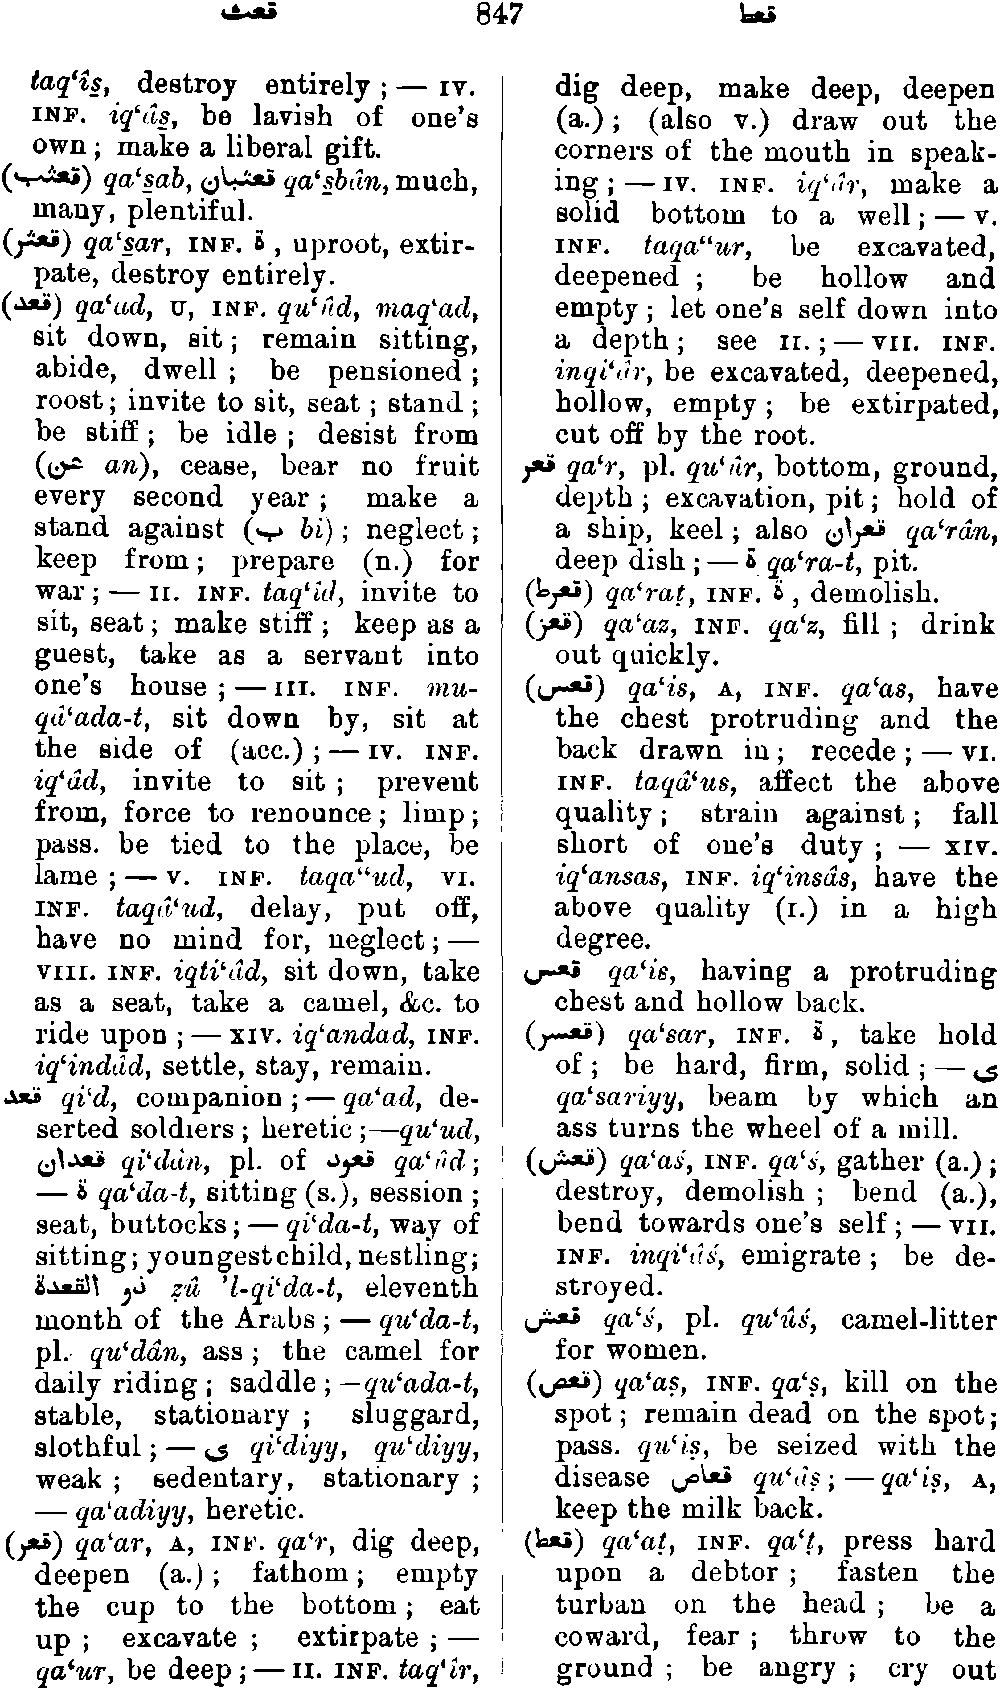 قعث 847 قعط
taq‘îs̱, destroy entirely ; — IV.
INF. iq‘âs̱, be lavish of one's
own ; make a liberal gift.
(قعثب) qa‘s̱ab, قعثبان qa‘s̱bân, much,
many, plentiful.
(قعثر) qa‘s̱ar, INF. ة , uproot, extir-
pate, destroy entirely.
(قعد) qa‘ad, U, INF. qu‘ûd, maq‘ad,
sit down, sit ; remain sitting,
abide, dwell ; be pensioned ;
roost ; invite to sit, seat ; stand ;
be stiff ; be idle ; desist from
(عن an), cease, bear no fruit
every second year ; make a
stand against (ب bi) ; neglect ;
keep from ; prepare (n.) for
war ; — II. INF. taq‘îd, invite to
sit, seat ; make stiff ; keep as a
guest, take as a servant into
one's house ; — III. INF. mu-
qâ‘ada-t, sit down by, sit at
the side of (acc.) ; — IV. INF.
iq‘âd, invite to sit ; prevent
from, force to renounce ; limp ;
pass. be tied to the place, be
lame ; — V. INF. taqa‘‘ud, VI.
INF. taqâ‘ud, delay, put off,
have no mind for, neglect ; —
VIII. INF. iqti‘âd, sit down, take
as a seat, take a camel, &c. to
ride upon ; — XIV. iq‘andad, INF.
iq‘indâd, settle, stay, remain.
قعد qi‘d, companion ; — qa‘ad, de-
serted soldiers ; heretic ;—qu‘ud,
قعدان qi‘dân, pl. of قعود qa‘ûd ;
— ة qa‘da-t, sitting (s.), session ;
seat, buttocks ; — qi‘da-t, way of
sitting ; youngest child, nestling ;
ذو القعدة ẕû 'l-qi‘da-t, eleventh
month of the Arabs ; — qu‘da-t,
pl. qu‘dân, ass ; the camel for
daily riding ; saddle ; —qu‘ada-t,
stable, stationary ; sluggard,
slothful ; — ى qi‘diyy, qu‘diyy,
weak ; sedentary, stationary ;
— qa‘adiyy, heretic.
(قعر) qa‘ar, A, INF. qa‘r, dig deep,
deepen (a.) ; fathom ; empty
the cup to the bottom ; eat
up ; excavate ; extirpate ; —
qa‘ur, be deep ; — II. INF. taq‘îr,
dig deep, make deep, deepen
(a.) ; (also V.) draw out the
corners of the mouth in speak-
ing ; — IV. INF. iq‘âr, make a
solid bottom to a well ; — V.
INF. taqa‘‘ur, be excavated,
deepened ; be hollow and
empty ; let one's self down into
a depth ; see II. ; — VII. INF.
inqi‘âr, be excavated, deepened,
hollow, empty ; be extirpated,
cut off by the root.
قعر qa‘r, pl. qu‘ûr, bottom, ground,
depth ; excavation, pit ; hold of
a ship, keel ; also قعران qa‘rân,
deep dish ; — ة qa‘ra-t, pit.
(قعرط) qa‘raṭ, INF. ة , demolish.
(قعز) qa‘az, INF. qa‘z, fill ; drink
out quickly.
(قعس) qa‘is, A, INF. qa‘as, have
the chest protruding and the
back drawn in ; recede ; — VI.
INF. taqâ‘us, affect the above
quality ; strain against ; fall
short of one's duty ; — XIV.
iq‘ansas, INF. iq‘insâs, have the
above quality (I.) in a high
degree.
قعس qa‘is, having a protruding
chest and hollow back.
(قعسر) qa‘sar, INF. ة , take hold
of ; be hard, firm, solid ; — ى
qa‘sariyy, beam by which an
ass turns the wheel of a mill.
(قعش) qa‘aś, INF. qa‘ś, gather (a.) ;
destroy, demolish ; bend (a.),
bend towards one's self ; — VII.
INF. inqi‘âś, emigrate ; be de-
stroyed.
قعش qa‘ś, pl. qu‘ûś, camel-litter
for women.
(قعص) qa‘aṣ, INF. qa‘ṣ, kill on the
spot ; remain dead on the spot ;
pass. qu‘iṣ, be seized with the
disease قعاص qu‘âṣ ; — qa‘iṣ, A,
keep the milk back.
(قعط) qa‘aṭ, INF. qa‘ṭ, press hard
upon a debtor ; fasten the
turban on the head ; be a
coward, fear ; throw to the
ground ; be angry ; cry out